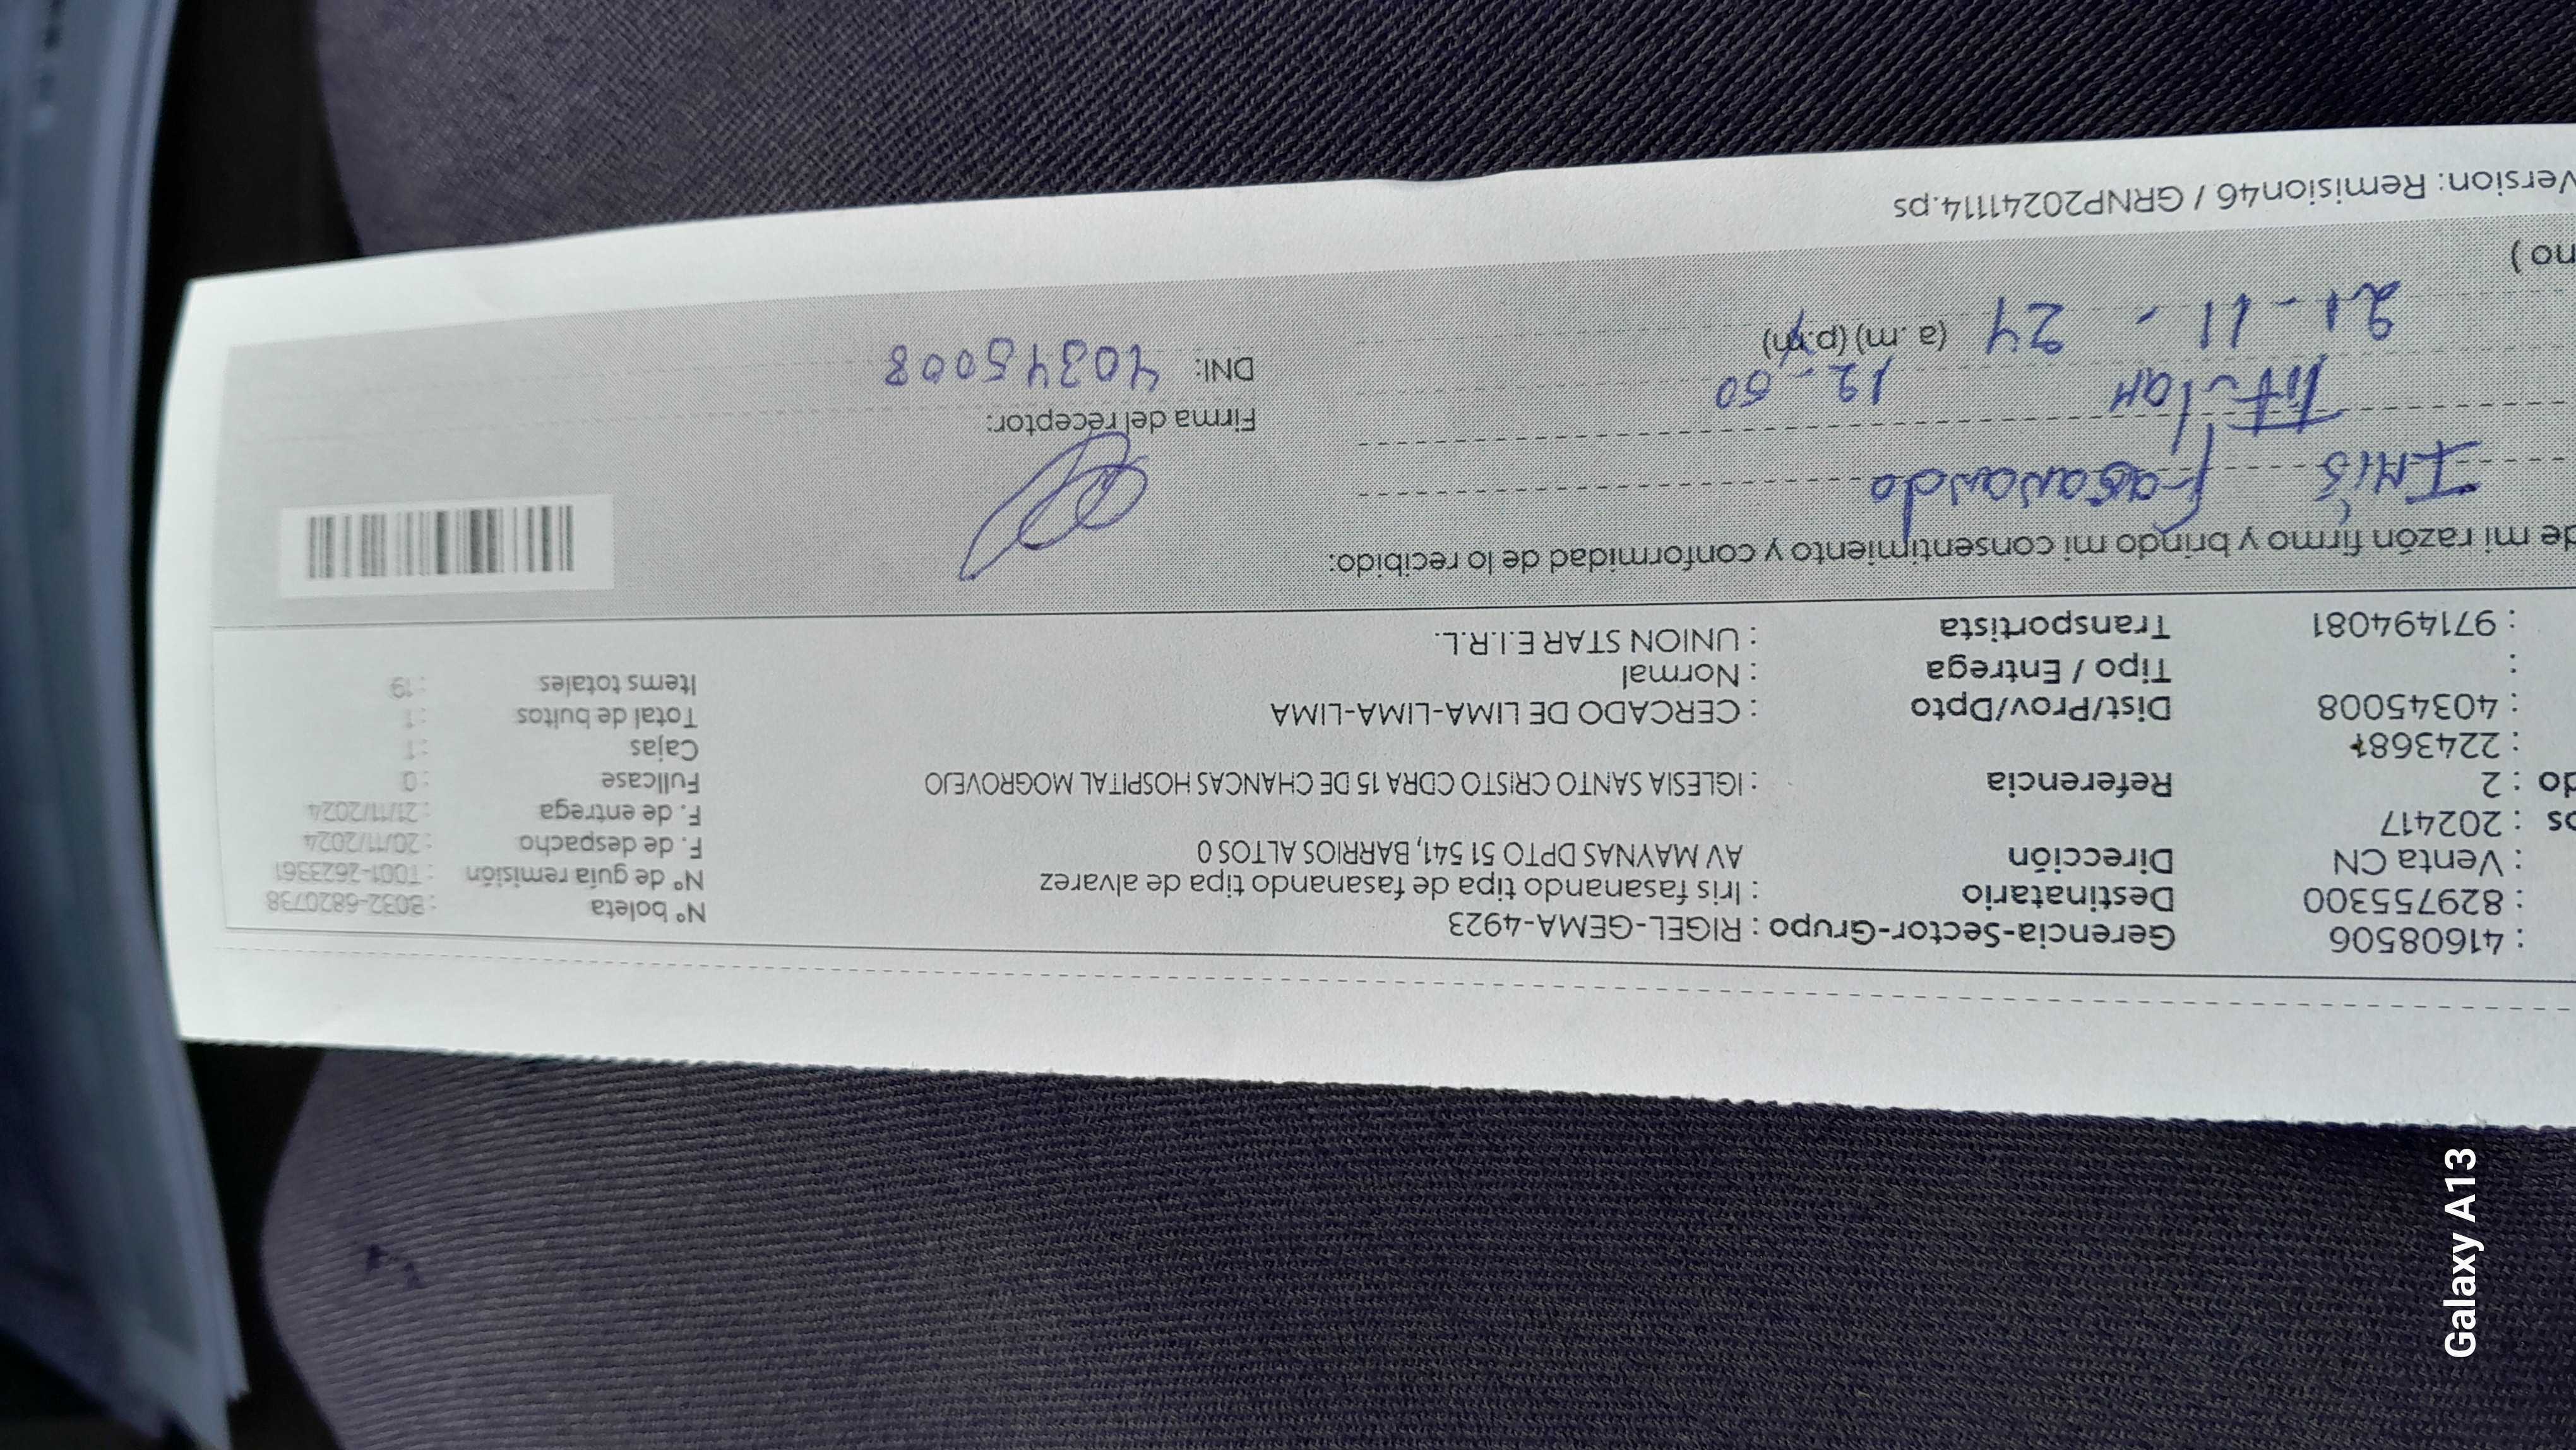 : 41608506 Gerencia-Sector-Grupo : RIGEL-GEMA-4923 N° boleta : B032-6820738
: 829755300 Destinatario : Iris fasanando tipa de fasanando tipa de alvarez N° de guía remisión : T001-2623361
: Venta CN Dirección AV MAYNAS DPTO 51 541, BARRIOS ALTOS 0 F. de despacho : 20/11/2024
: 202417 F. de entrega : 21/11/2024
do : 2 Referencia : IGLESIA SANTO CRISTO CDRA 15 DE CHANCAS HOSPITAL MOGROVEJO Fullcase : 0
: 2243681 Cajas : 1
: 40345008 Dist/Prov/Dpto : CERCADO DE LIMA-LIMA-LIMA Total de bultos : 1
: Tipo / Entrega : Normal Items totales : 19
: 971494081 Transportista : UNION STAR E.I.R.L.
de mi razón firmo y brindo mi consentimiento y conformidad de lo recibido.
Iris fasanando
Firma del receptor:
Titular 12-50
DNI: 40345008
21-11-24 (a.m) (p.m)
no )
Version: Remision46 / GRNP20241114.ps
Galaxy A13